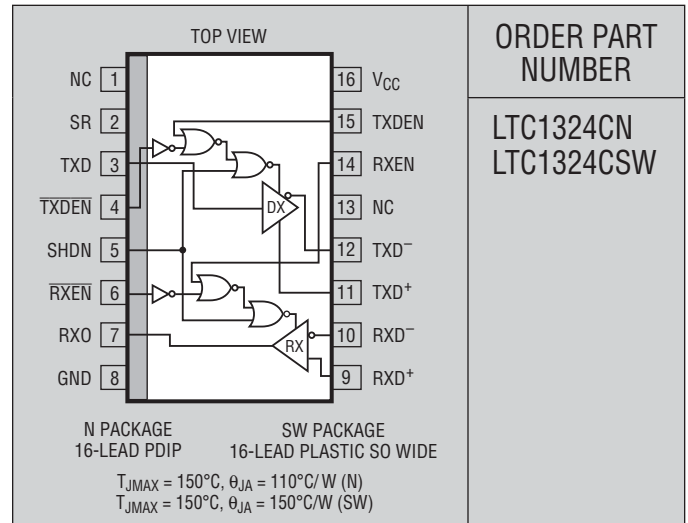 TOP VIEW
ORDER PART
NUMBER
NC 1
16 VCC
SR 2
15 TXDEN
TXD 3
14 RXEN
T̅X̅D̅E̅N̅ 4
13 NC
SHDN 5
12 TXD⁻
R̅X̅E̅N̅ 6
11 TXD⁺
RXO 7
10 RXD⁻
GND 8
9 RXD⁺
DX
RX
LTC1324CN
LTC1324CSW
N PACKAGE
16-LEAD PDIP
SW PACKAGE
16-LEAD PLASTIC SO WIDE
TJMAX = 150°C, θJA = 110°C/ W (N)
TJMAX = 150°C, θJA = 150°C/W (SW)